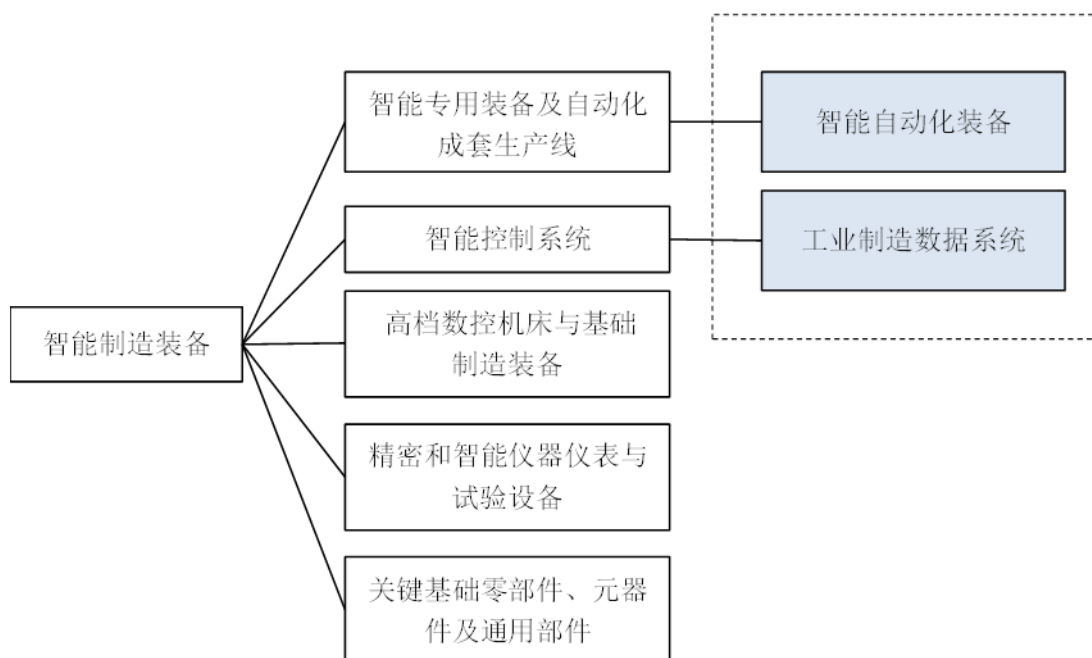 智能制造装备
智能专用装备及自动化
成套生产线
智能控制系统
高档数控机床与基础
制造装备
精密和智能仪器仪表与
试验设备
关键基础零部件、元器
件及通用部件
智能自动化装备
工业制造数据系统